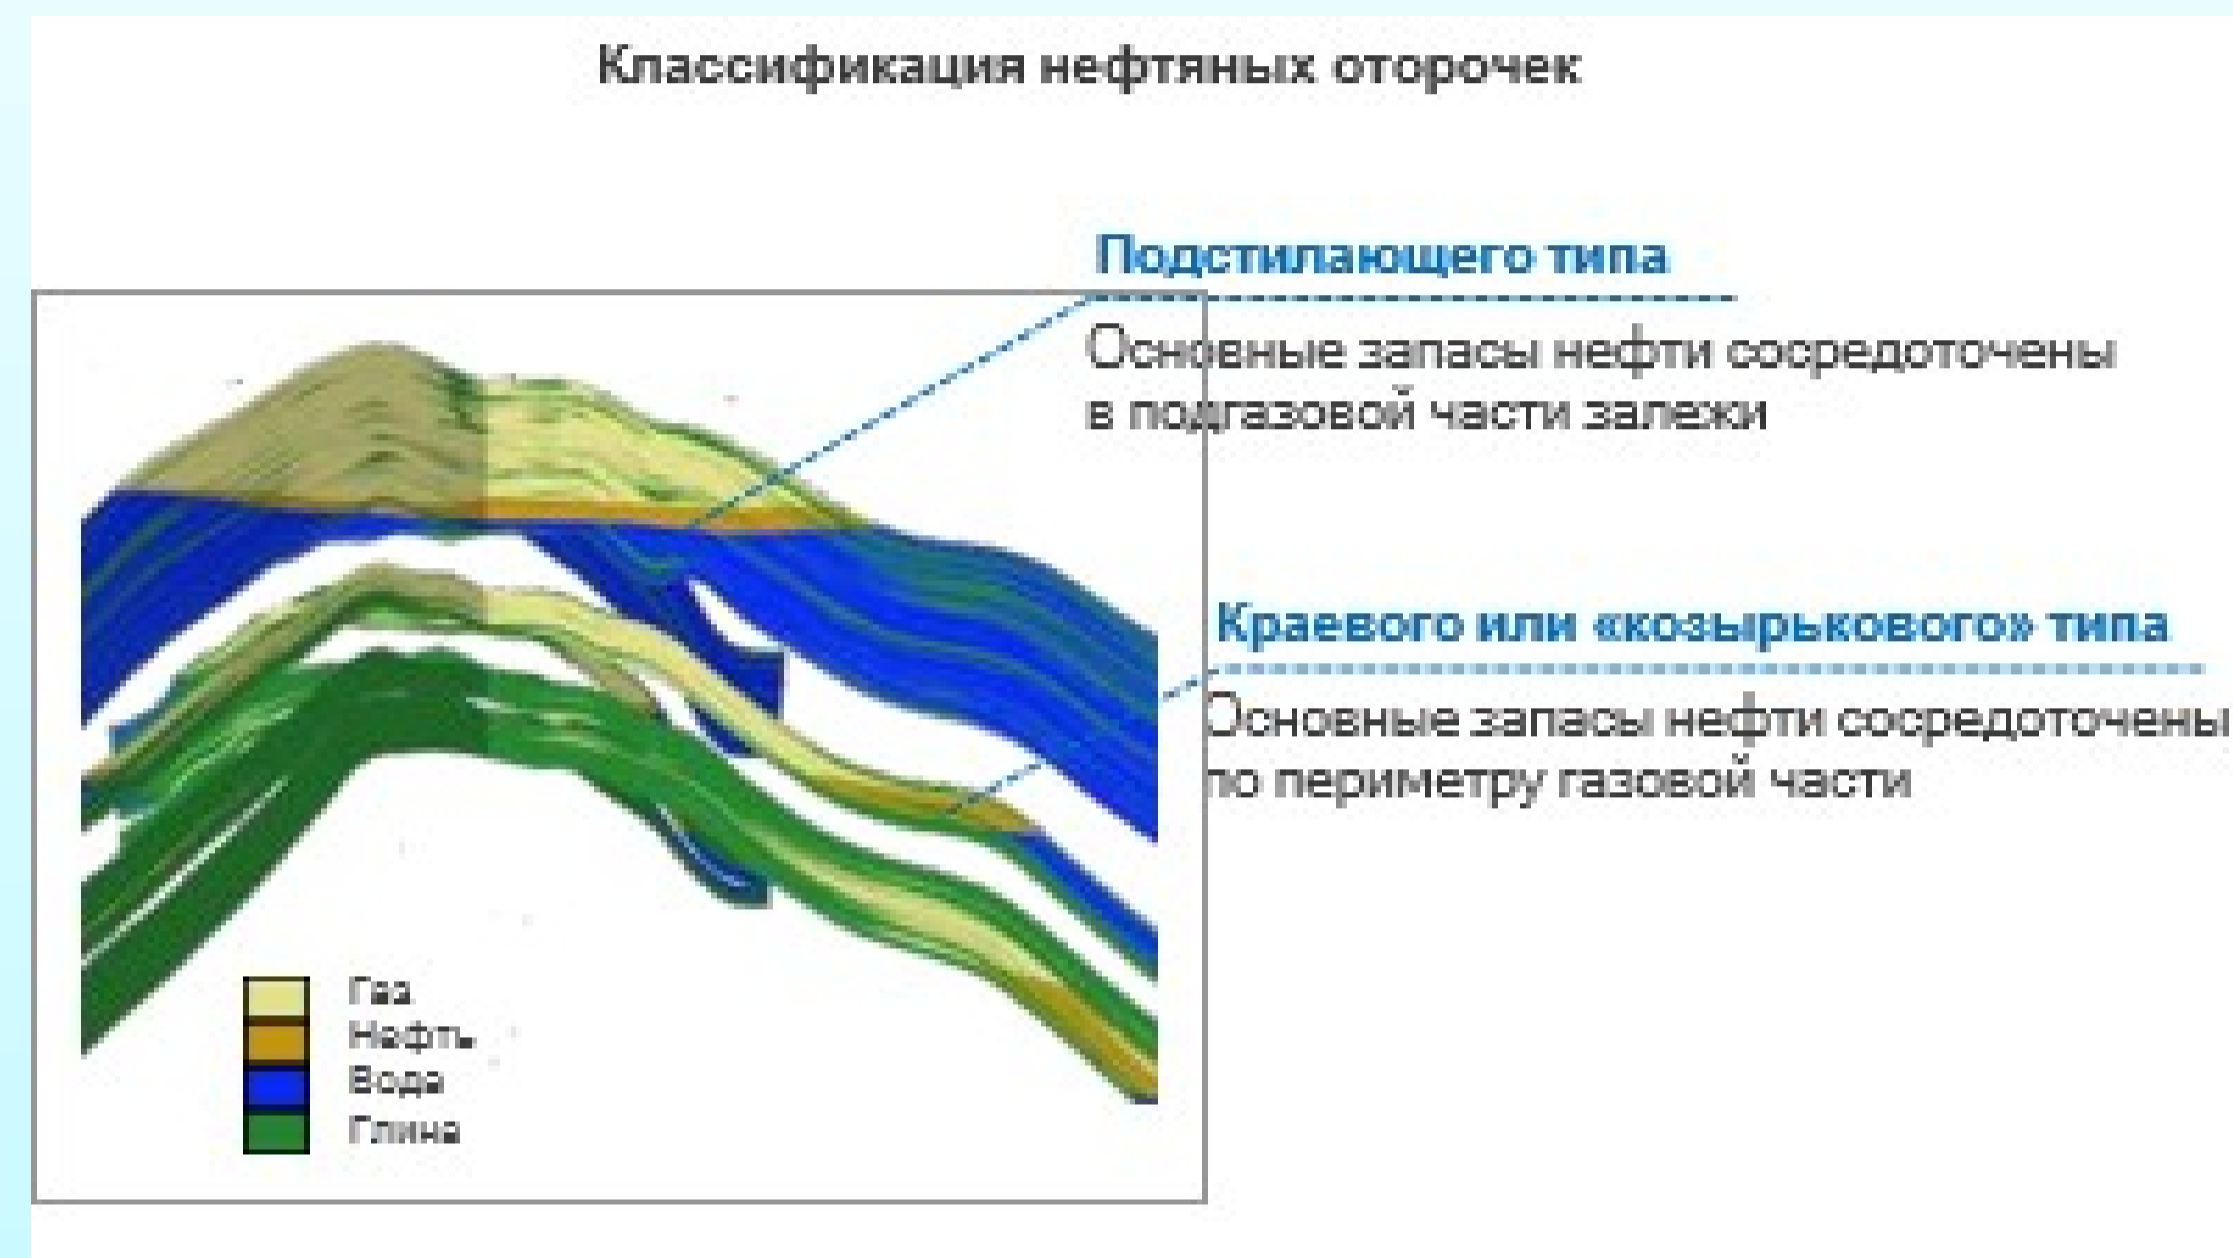 Классификация нефтяных оторочек
Подстилающего типа
Основные запасы нефти сосредоточены
в подгазовой части залежи
Краевого или «козырькового» типа
Основные запасы нефти сосредоточены
по периметру газовой части
Газ
Нефть
Вода
Глина